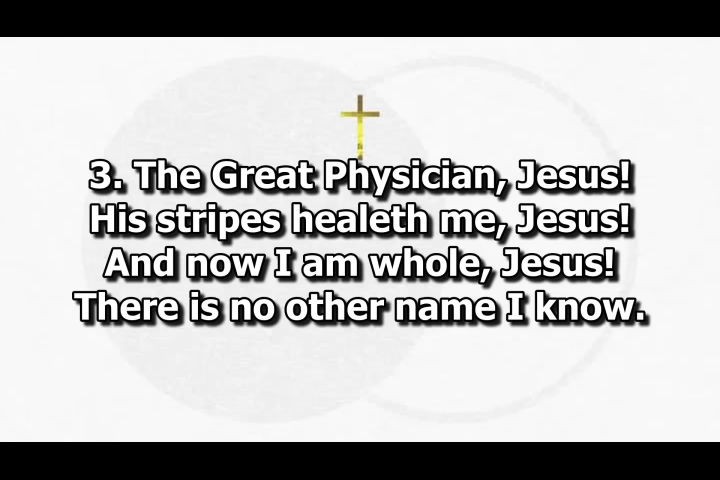 3. The Great Physician, Jesus!
His stripes healeth me, Jesus!
And now I am whole, Jesus!
There is no other name I know.